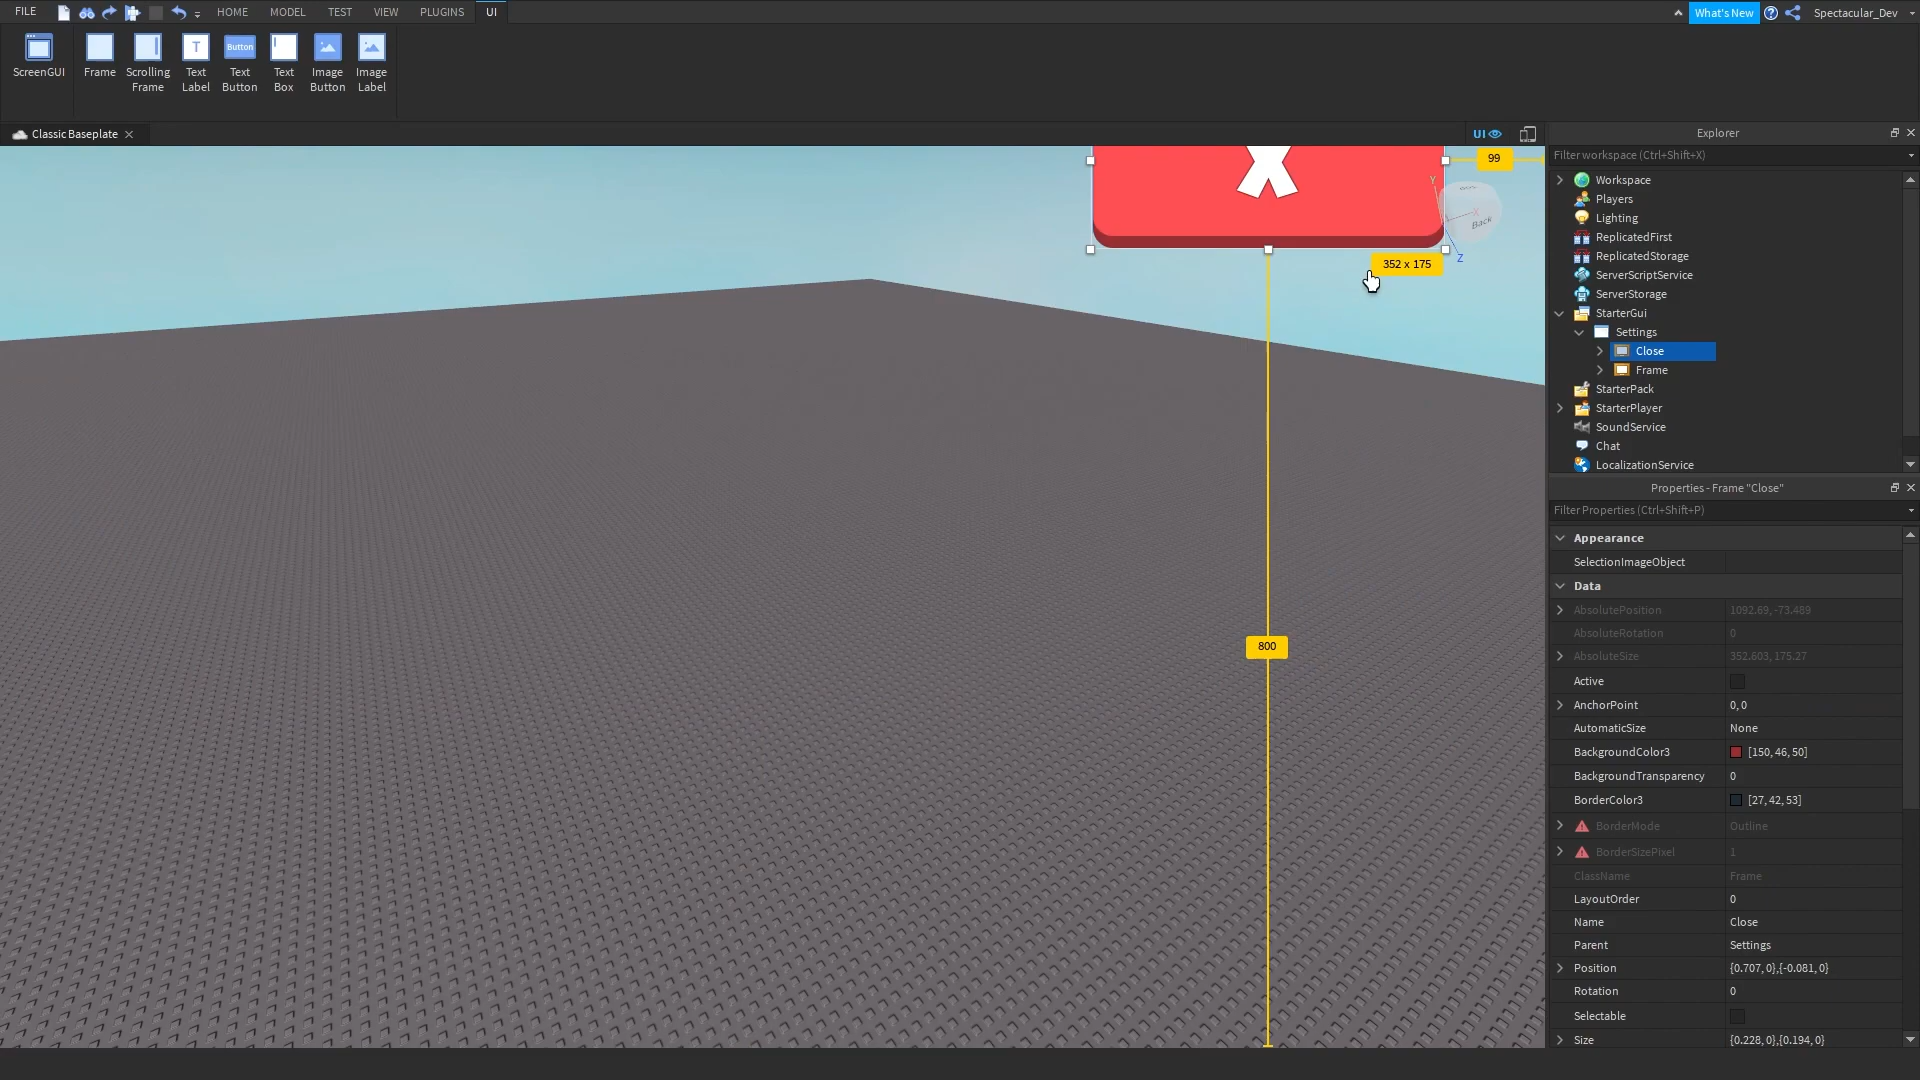 FILE HOME MODEL TEST VIEW PLUGINS UI What's New Spectacular_Dev
ScreenGUI Frame Scrolling Frame Text Label Text Button Button Text Box Image Button Image Label
Classic Baseplate UI
X
99
Y
Back
X
Z
352 x 175
800
Explorer
Filter workspace (Ctrl+Shift+X)
Workspace
Players
Lighting
ReplicatedFirst
ReplicatedStorage
ServerScriptService
ServerStorage
StarterGui
Settings
Close
Frame
StarterPack
StarterPlayer
SoundService
Chat
LocalizationService
Properties - Frame "Close"
Filter Properties (Ctrl+Shift+P)
Appearance
SelectionImageObject
Data
AbsolutePosition 1092.69, -73.489
AbsoluteRotation 0
AbsoluteSize 352.603, 175.27
Active
AnchorPoint 0, 0
AutomaticSize None
BackgroundColor3 [150, 46, 50]
BackgroundTransparency 0
BorderColor3 [27, 42, 53]
BorderMode Outline
BorderSizePixel 1
ClassName Frame
LayoutOrder 0
Name Close
Parent Settings
Position {0.707, 0},{-0.081, 0}
Rotation 0
Selectable
Size {0.228, 0},{0.194, 0}